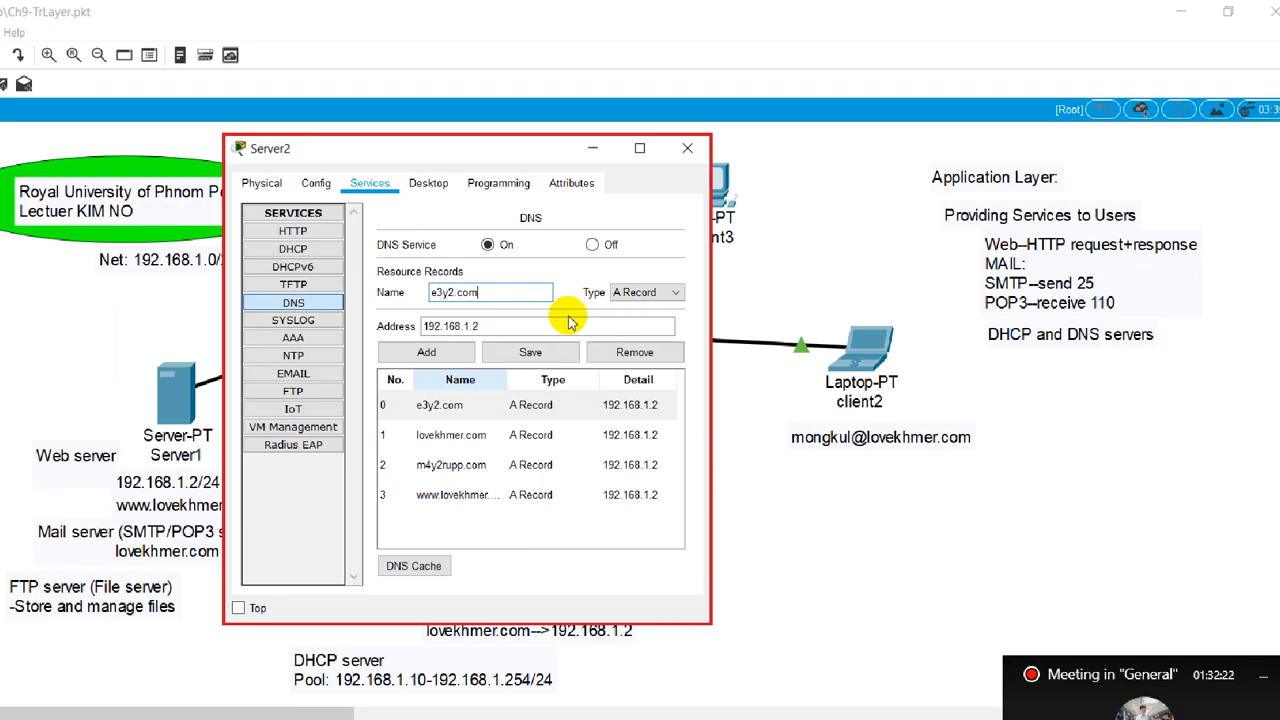 \Ch9-TrLayer.pkt
Help
[Root]
Royal University of Phnom Pe
Lectuer KIM NO
Net: 192.168.1.0/
Server2
Physical Config Services Desktop Programming Attributes
SERVICES
HTTP
DHCP
DHCPv6
TFTP
DNS
SYSLOG
AAA
NTP
EMAIL
FTP
IoT
VM Management
Radius EAP
DNS
DNS Service On Off
Resource Records
Name e3y2.com Type A Record
Address 192.168.1.2
Add Save Remove
No. Name Type Detail
0 e3y2.com A Record 192.168.1.2
1 lovekhmer.com A Record 192.168.1.2
2 m4y2rupp.com A Record 192.168.1.2
3 www.lovekhmer.... A Record 192.168.1.2
DNS Cache
Top
Application Layer:
Providing Services to Users
Web--HTTP request+response
MAIL:
SMTP--send 25
POP3--receive 110
DHCP and DNS servers
-PT
nt3
Laptop-PT
client2
mongkul@lovekhmer.com
Server-PT
Server1
Web server
192.168.1.2/24
www.lovekhmer.com
Mail server (SMTP/POP3 s
lovekhmer.com
FTP server (File server)
-Store and manage files
lovekhmer.com-->192.168.1.2
DHCP server
Pool: 192.168.1.10-192.168.1.254/24
Meeting in "General" 01:32:22